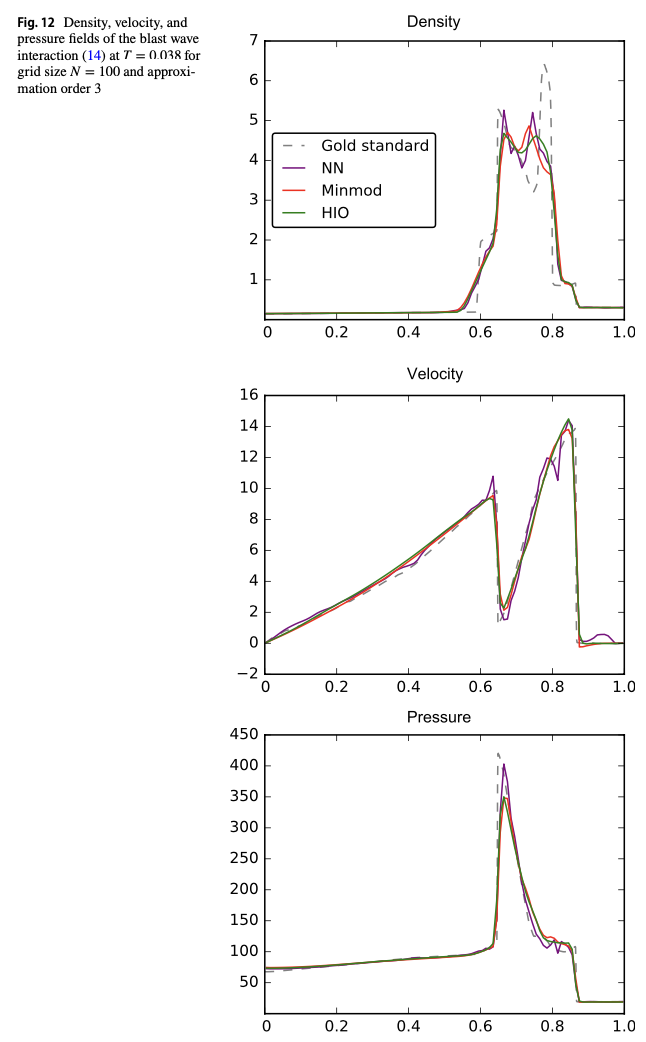 Fig. 12 Density, velocity, and
pressure fields of the blast wave
interaction (14) at T = 0.038 for
grid size N = 100 and approxi-
mation order 3
Density
7
6
5
4
3
2
1
Gold standard
NN
Minmod
HIO
0 0.2 0.4 0.6 0.8 1.0
Velocity
16
14
12
10
8
6
4
2
0
−2
0 0.2 0.4 0.6 0.8 1.0
Pressure
450
400
350
300
250
200
150
100
50
0 0.2 0.4 0.6 0.8 1.0